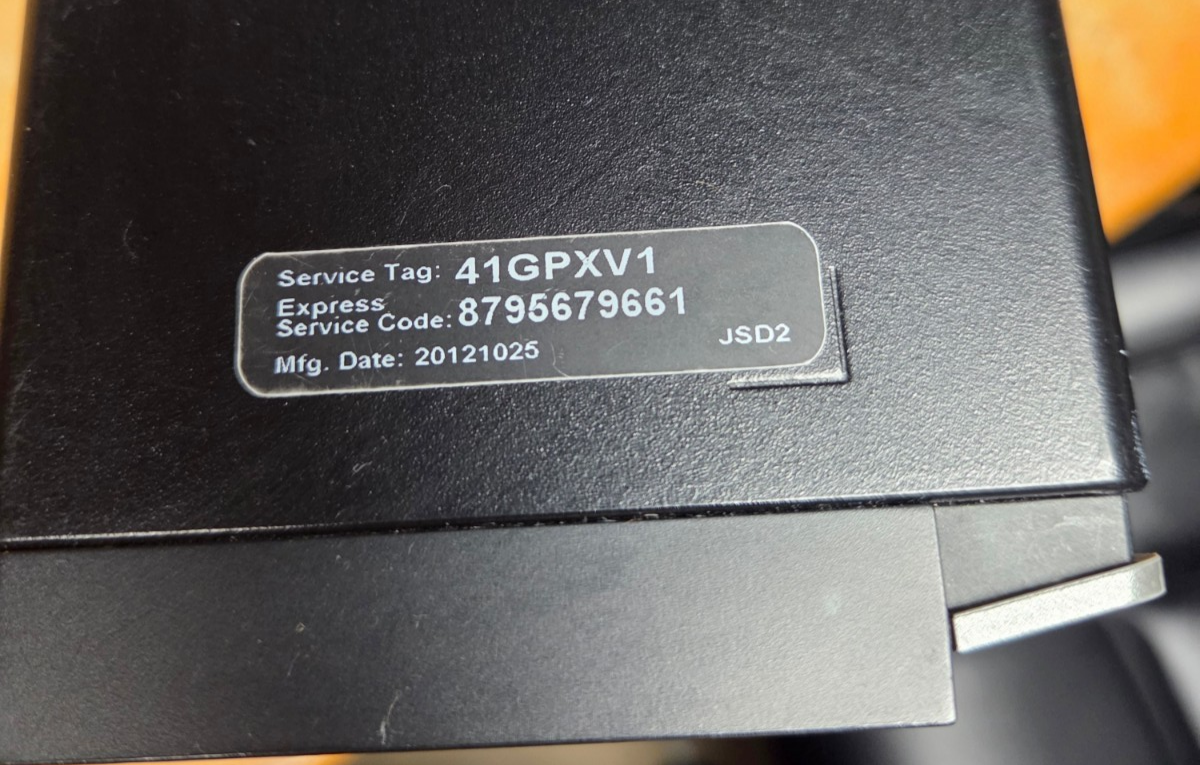 Service Tag: 41GPXV1
Express
Service Code: 8795679661
Mfg. Date: 20121025
JSD2